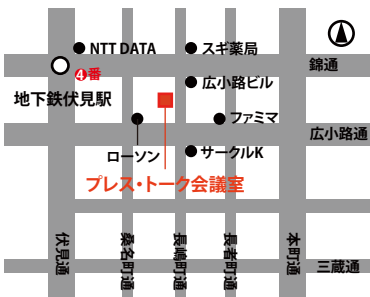 NTT DATA
スギ薬局
錦通
❹番
広小路ビル
地下鉄伏見駅
ファミマ
広小路通
ローソン
サークルK
プレス・トーク会議室
伏見通
桑名町通
長嶋町通
長者町通
本町通
三蔵通